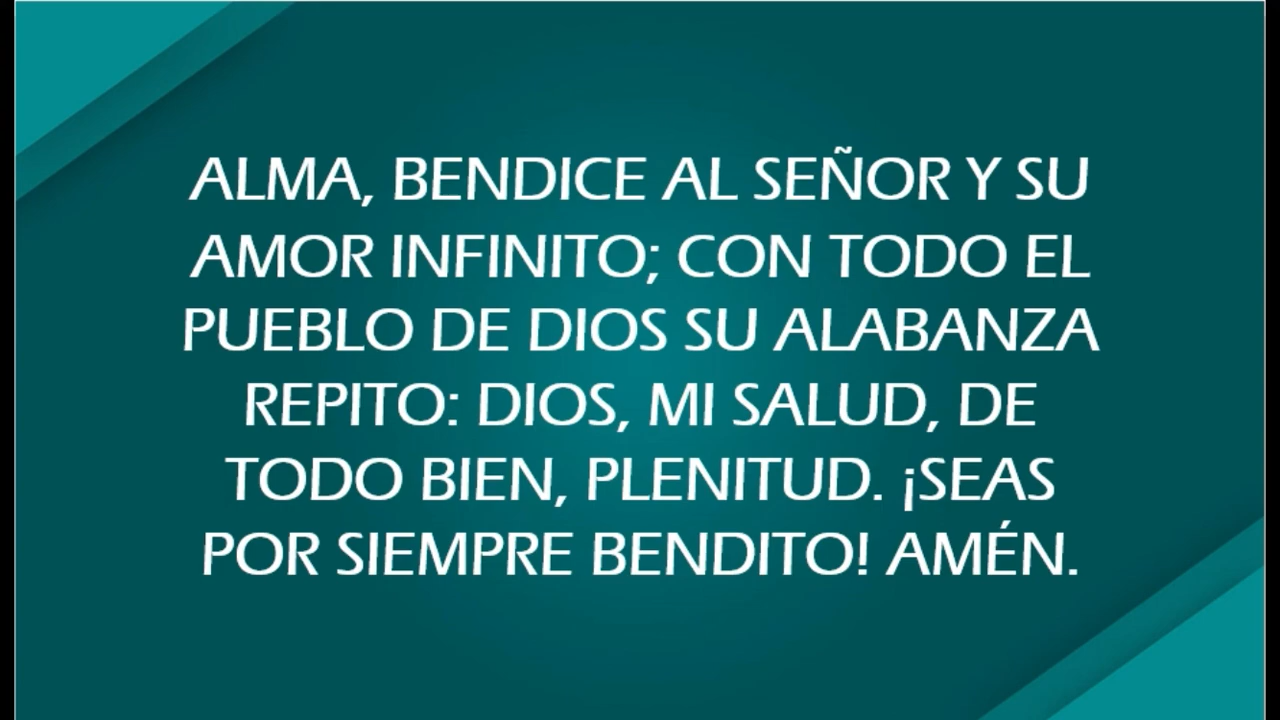 ALMA, BENDICE AL SEÑOR Y SU
AMOR INFINITO; CON TODO EL
PUEBLO DE DIOS SU ALABANZA
REPITO: DIOS, MI SALUD, DE
TODO BIEN, PLENITUD. ¡SEAS
POR SIEMPRE BENDITO! AMÉN.